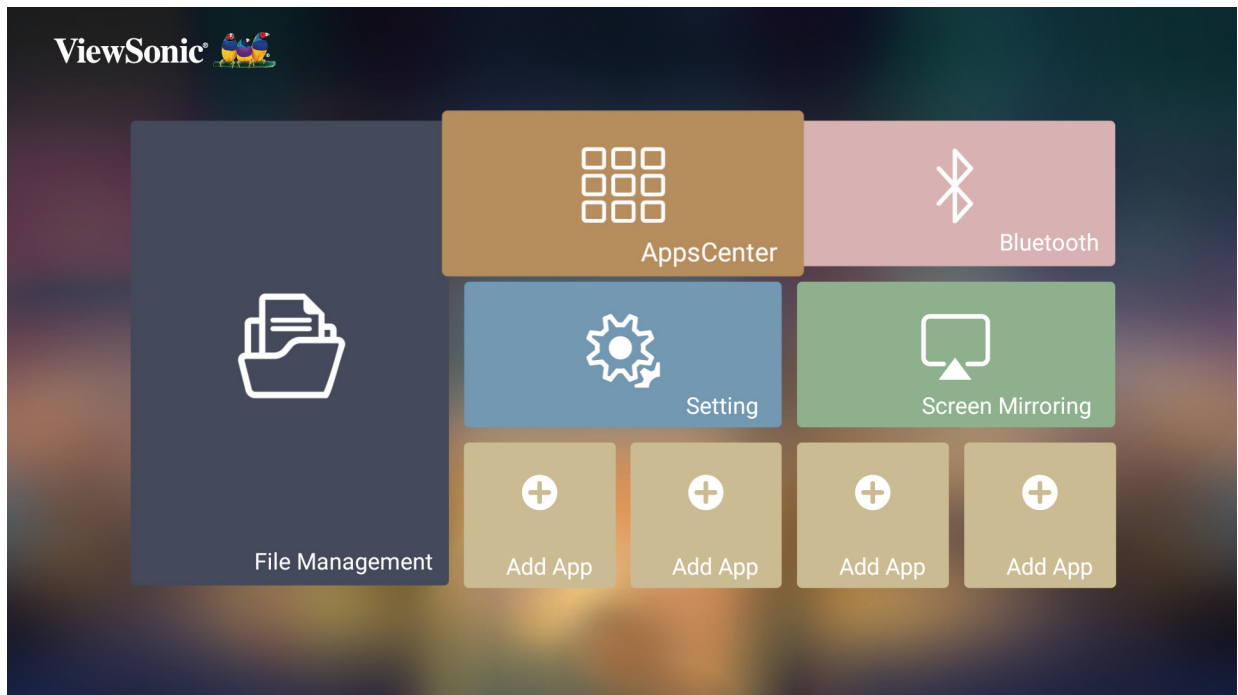 ViewSonic®
AppsCenter
Bluetooth
Setting
Screen Mirroring
File Management
Add App
Add App
Add App
Add App